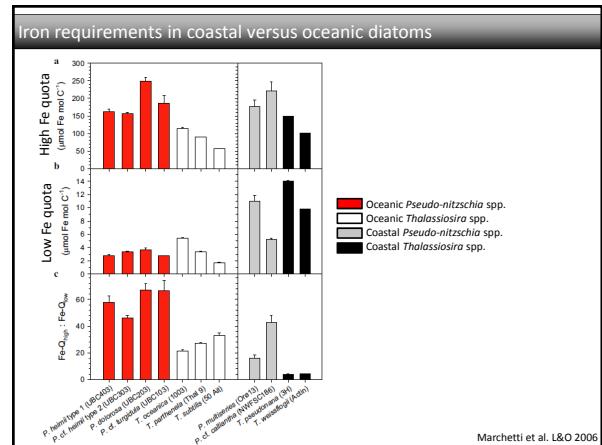 Iron requirements in coastal versus oceanic diatoms
a
High Fe quota
(µmol Fe mol C⁻¹)
300
250
200
150
100
50
0
b
Low Fe quota
(µmol Fe mol C⁻¹)
14
12
10
8
6
4
2
0
c
Fe-Qhigh : Fe-Qlow
60
40
20
0
P. heimii type 1 (UBC403)
P. cf. heimii type 2 (UBC303)
P. dolorosa (UBC203)
P. cf. turgidula (UBC103)
T. oceanica (1003)
T. parthenela (Thal 9)
T. subtilis (50 Ait)
P. multiseries (Ore13)
P. cf. calliantha (NWFSC186)
T. pseudonana (3H)
T. weissflogii (Actin)
Oceanic Pseudo-nitzschia spp.
Oceanic Thalassiosira spp.
Coastal Pseudo-nitzschia spp.
Coastal Thalassiosira spp.
Marchetti et al. L&O 2006